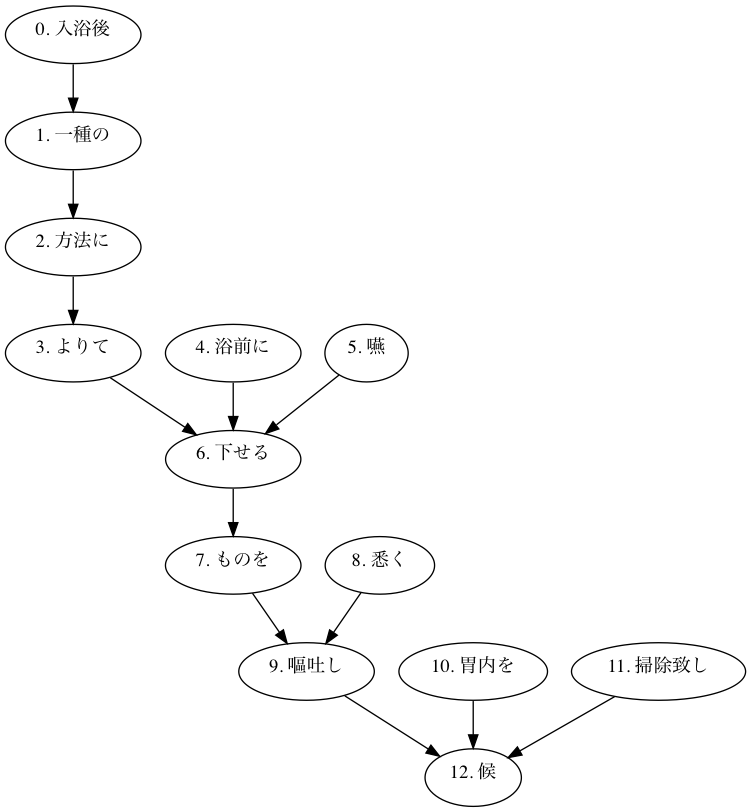 0. 入浴後
1. 一種の
2. 方法に
3. よりて
4. 浴前に
5. 嚥
6. 下せる
7. ものを
8. 悉く
9. 嘔吐し
10. 胃内を
11. 掃除致し
12. 候